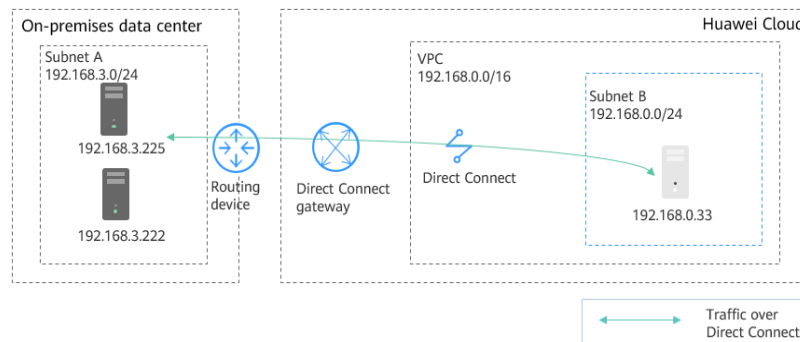 On-premises data center
Huawei Cloud
Subnet A
192.168.3.0/24
192.168.3.225
192.168.3.222
Routing
device
Direct Connect
gateway
VPC
192.168.0.0/16
Direct Connect
Subnet B
192.168.0.0/24
192.168.0.33
Traffic over
Direct Connect